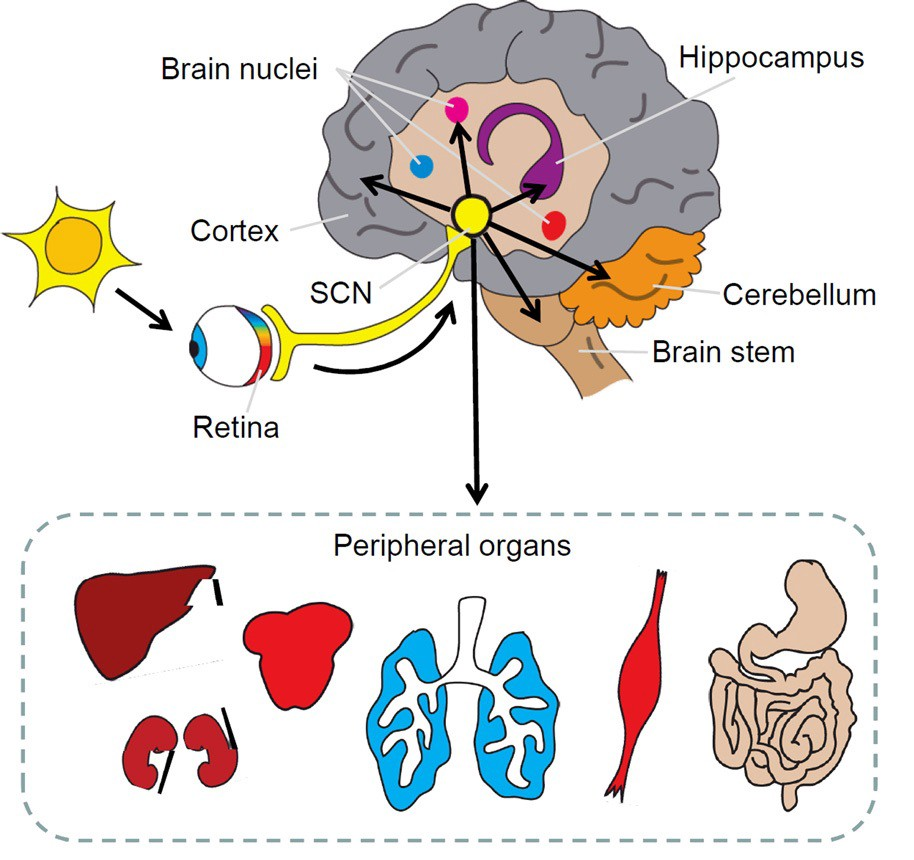 Brain nuclei
Hippocampus
Cortex
SCN
Cerebellum
Brain stem
Retina
Peripheral organs